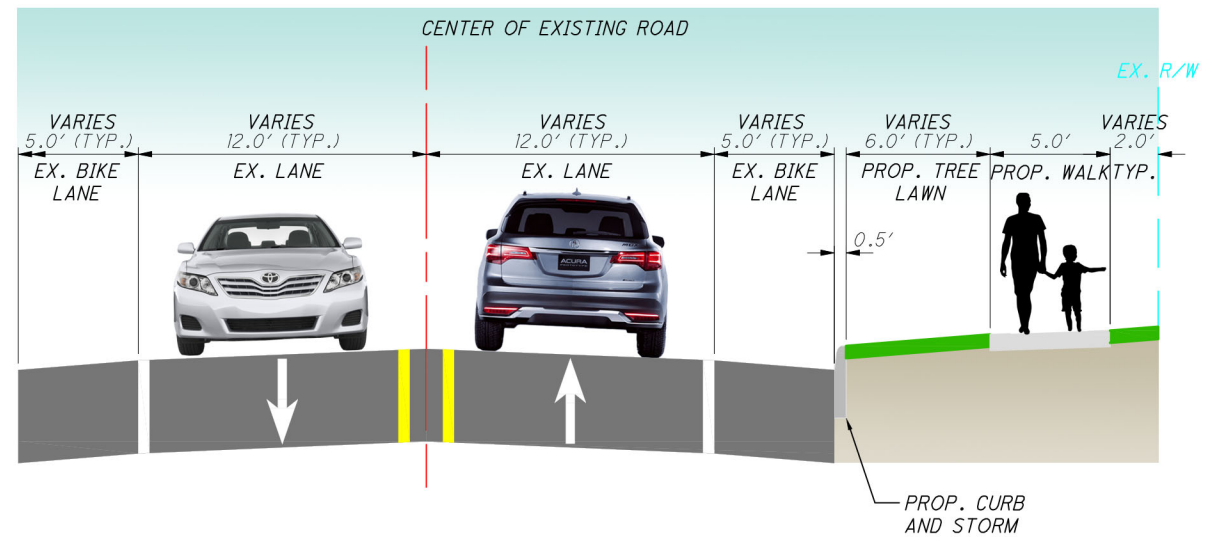 CENTER OF EXISTING ROAD
EX. R/W
VARIES
5.0' (TYP.)
EX. BIKE
LANE
VARIES
12.0' (TYP.)
EX. LANE
VARIES
12.0' (TYP.)
EX. LANE
VARIES
5.0' (TYP.)
EX. BIKE
LANE
VARIES
6.0' (TYP.)
PROP. TREE
LAWN
5.0'
PROP. WALK
VARIES
2.0'
TYP.
0.5'
ACURA
PROP. CURB
AND STORM